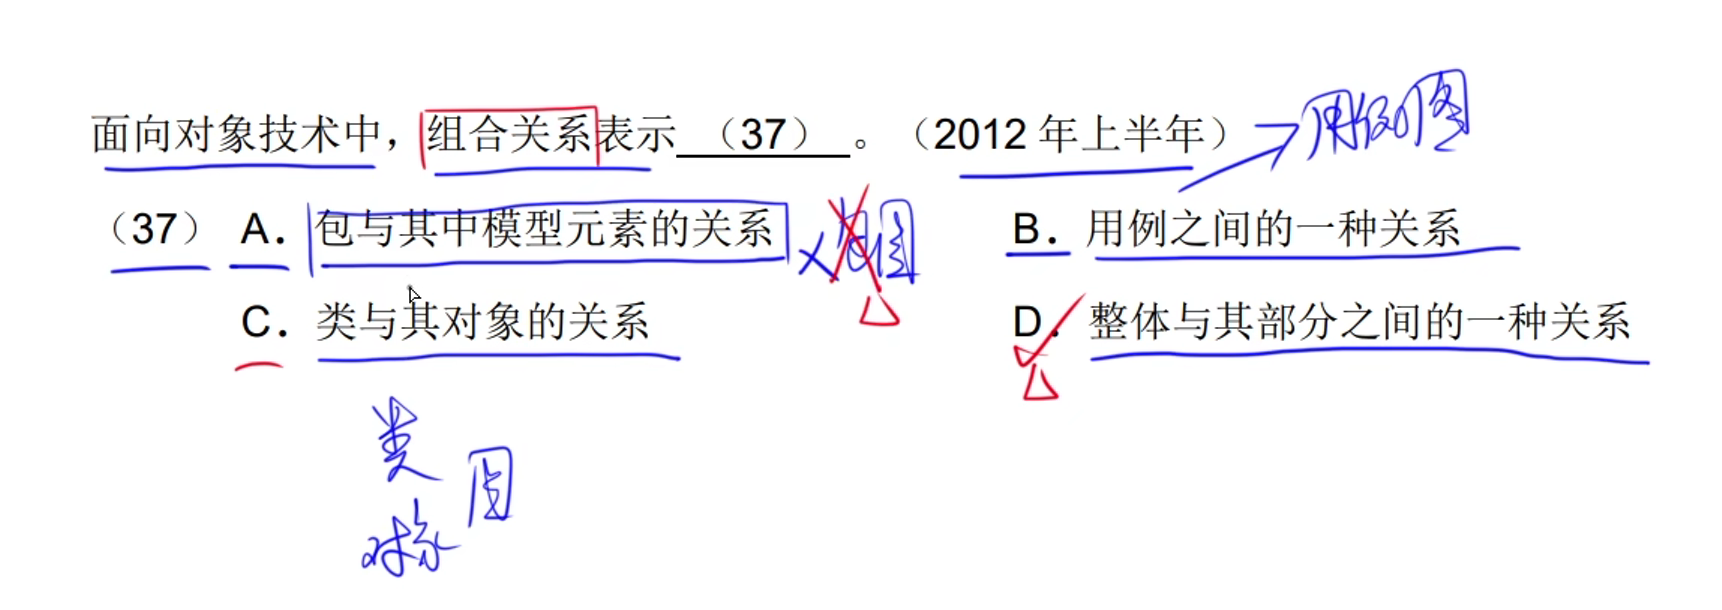 面向对象技术中，组合关系表示（37）。（2012 年上半年）用例图
（37） A. 包与其中模型元素的关系 图 B. 用例之间的一种关系
C. 类与其对象的关系 D. 整体与其部分之间的一种关系
类
图
对象